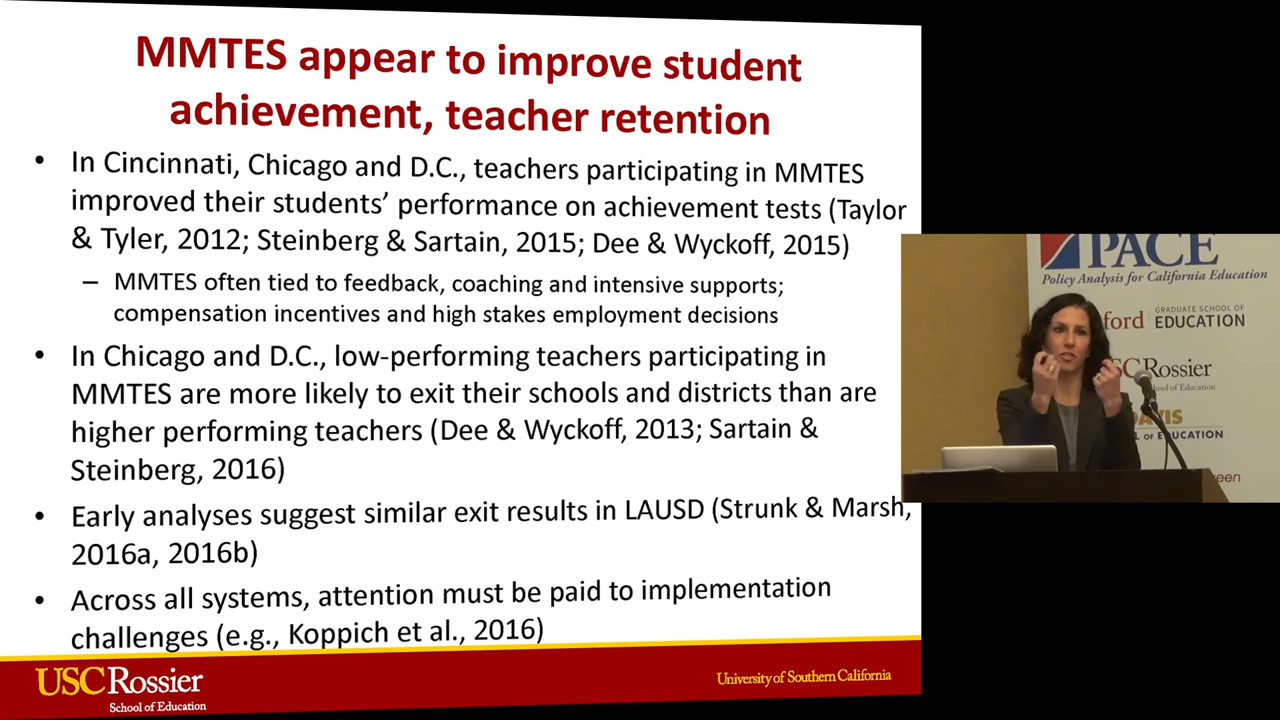 MMTES appear to improve student
achievement, teacher retention
• In Cincinnati, Chicago and D.C., teachers participating in MMTES
improved their students' performance on achievement tests (Taylor
& Tyler, 2012; Steinberg & Sartain, 2015; Dee & Wyckoff, 2015)
– MMTES often tied to feedback, coaching and intensive supports;
compensation incentives and high stakes employment decisions
• In Chicago and D.C., low-performing teachers participating in
MMTES are more likely to exit their schools and districts than are
higher performing teachers (Dee & Wyckoff, 2013; Sartain &
Steinberg, 2016)
• Early analyses suggest similar exit results in LAUSD (Strunk & Marsh,
2016a, 2016b)
• Across all systems, attention must be paid to implementation
challenges (e.g., Koppich et al., 2016)
USC Rossier
School of Education
University of Southern California
PACE
Policy Analysis for California Education
ford
GRADUATE SCHOOL OF
EDUCATION
SC Rossier
hool of Education
DAVIS
OL OF EDUCATION
een